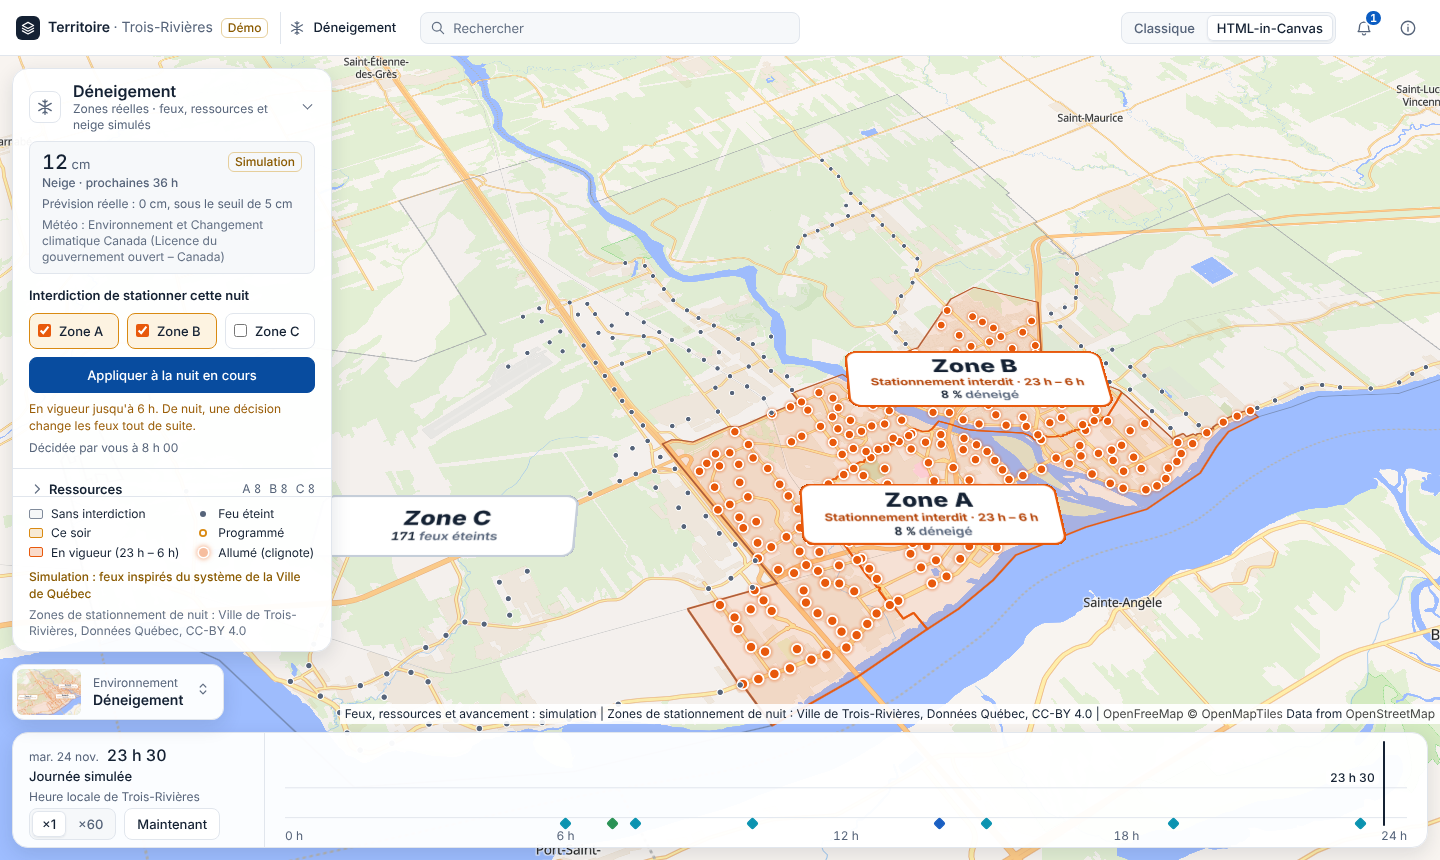 Territoire · Trois-Rivières Démo
Déneigement
Rechercher
Classique HTML-in-Canvas
1
Déneigement
Zones réelles · feux, ressources et
neige simulés
12 cm
Simulation
Neige · prochaines 36 h
Prévision réelle : 0 cm, sous le seuil de 5 cm
Météo : Environnement et Changement
climatique Canada (Licence du
gouvernement ouvert – Canada)
Interdiction de stationner cette nuit
Zone A
Zone B
Zone C
Appliquer à la nuit en cours
En vigueur jusqu'à 6 h. De nuit, une décision
change les feux tout de suite.
Décidée par vous à 8 h 00
Ressources
A 8 B 8 C 8
Sans interdiction
Feu éteint
Ce soir
Programmé
En vigueur (23 h – 6 h)
Allumé (clignote)
Simulation : feux inspirés du système de la Ville
de Québec
Zones de stationnement de nuit : Ville de Trois-
Rivières, Données Québec, CC-BY 4.0
Saint-Étienne-
des-Grès
Saint-Maurice
Saint-Luc
Vincenn
Zone B
Stationnement interdit · 23 h – 6 h
8 % déneigé
Zone A
Stationnement interdit · 23 h – 6 h
8 % déneigé
Zone C
171 feux éteints
Sainte-Angèle
B
Environnement
Déneigement
Feux, ressources et avancement : simulation | Zones de stationnement de nuit : Ville de Trois-Rivières, Données Québec, CC-BY 4.0 | OpenFreeMap © OpenMapTiles Data from OpenStreetMap
mar. 24 nov. 23 h 30
Journée simulée
Heure locale de Trois-Rivières
×1 ×60
Maintenant
23 h 30
0 h
6 h
12 h
18 h
24 h
Port-Saint-